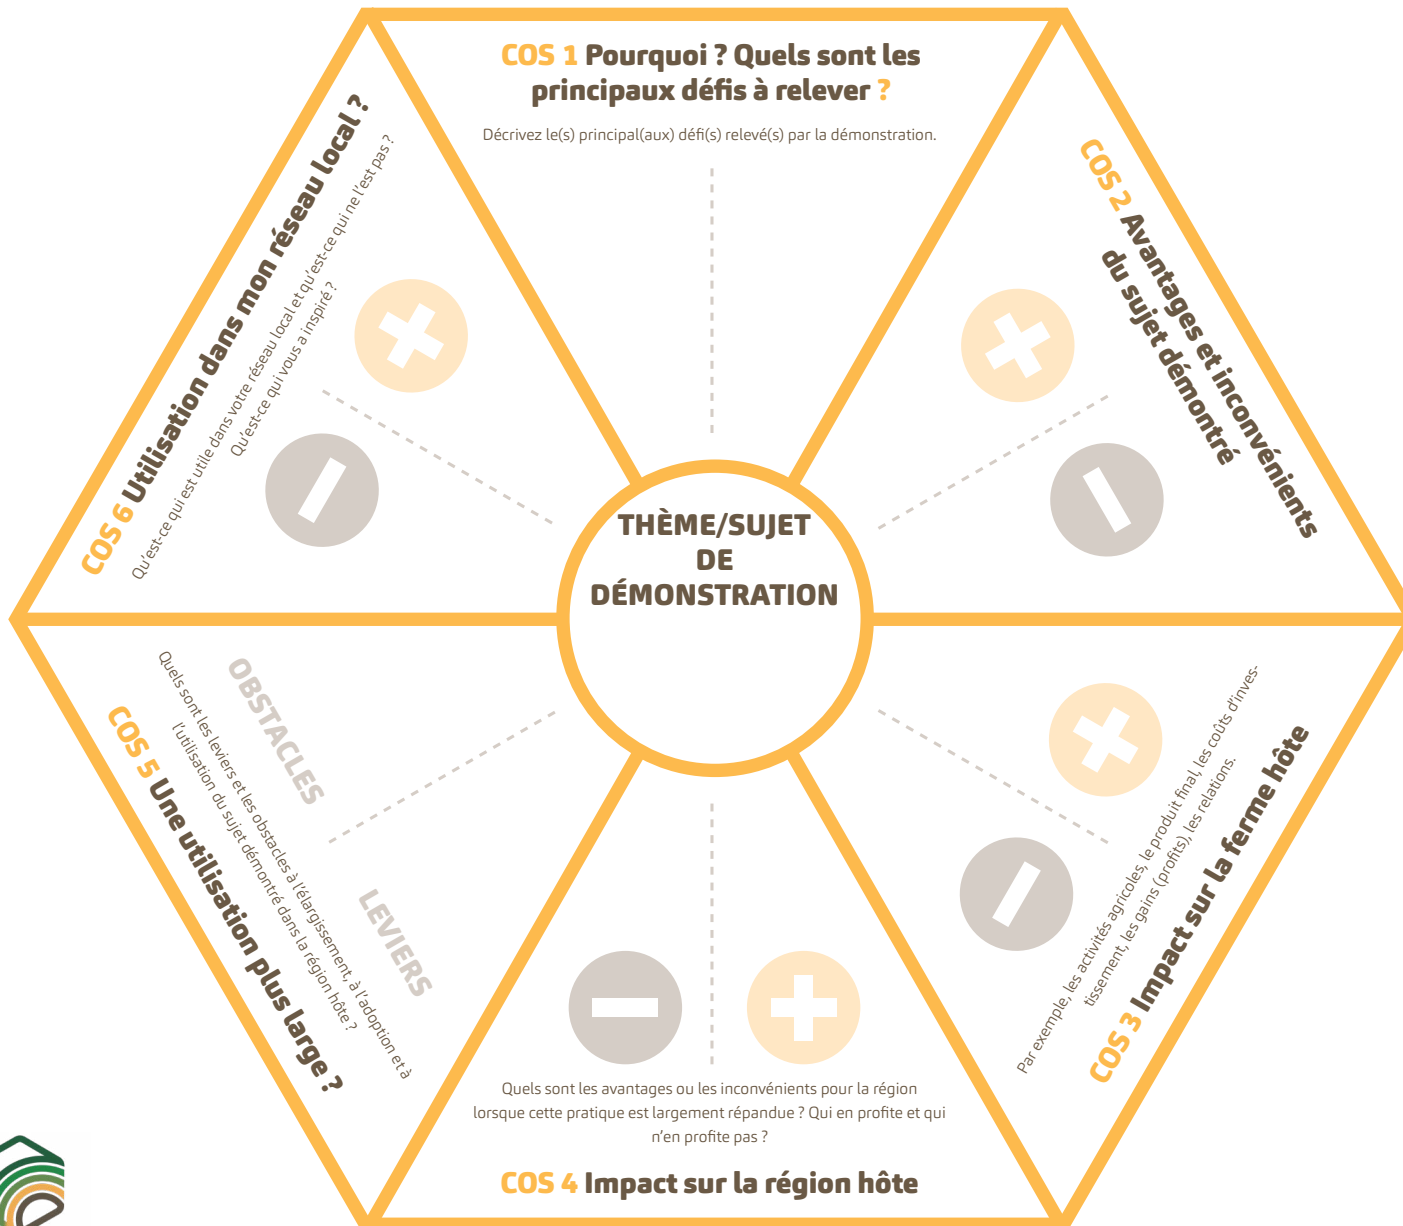 COS 1 Pourquoi ? Quels sont les
principaux défis à relever ?
Décrivez le(s) principal(aux) défi(s) relevé(s) par la démonstration.
COS 2 Avantages et inconvénients
du sujet démontré
THÈME/SUJET
DE
DÉMONSTRATION
Par exemple, les activités agricoles, le produit final, les coûts d'inves-
tissement, les gains (profits), les relations.
COS 3 Impact sur la ferme hôte
Quels sont les avantages ou les inconvénients pour la région
lorsque cette pratique est largement répandue ? Qui en profite et qui
n'en profite pas ?
COS 4 Impact sur la région hôte
OBSTACLES
LEVIERS
Quels sont les leviers et les obstacles à l'élargissement, à l'adoption et à
l'utilisation du sujet démontré dans la région hôte ?
COS 5 Une utilisation plus large ?
COS 6 Utilisation dans mon réseau local ?
Qu'est-ce qui est utile dans votre réseau local et qu'est-ce qui ne l'est pas ?
Qu'est-ce qui vous a inspiré ?